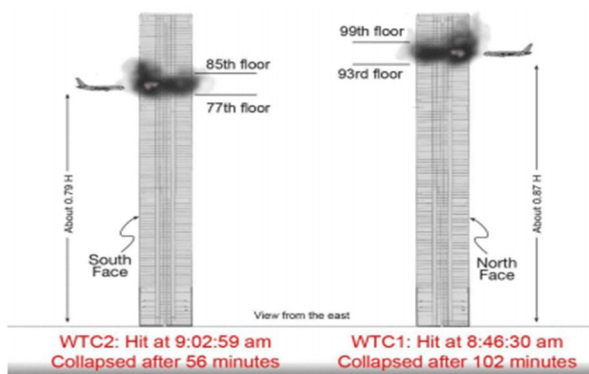 85th floor
77th floor
About 0.79 H
South
Face
99th floor
93rd floor
About 0.87 H
North
Face
View from the east
WTC2: Hit at 9:02:59 am
Collapsed after 56 minutes
WTC1: Hit at 8:46:30 am
Collapsed after 102 minutes